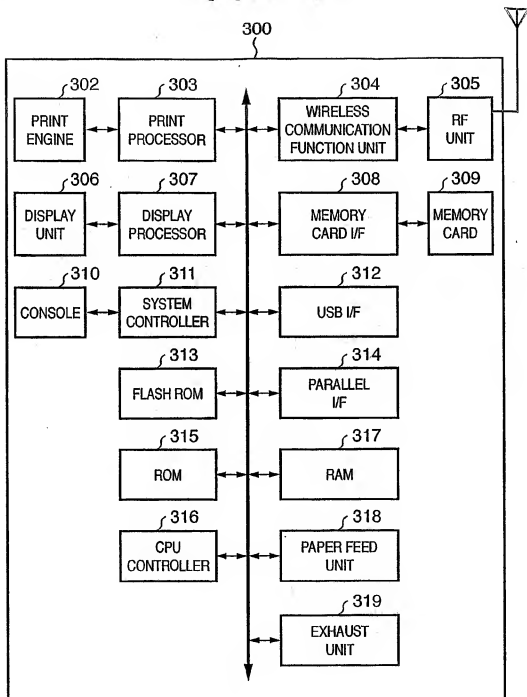 300
302
303
304
305
PRINT
ENGINE
PRINT
PROCESSOR
WIRELESS
COMMUNICATION
FUNCTION UNIT
RF
UNIT
306
307
308
309
DISPLAY
UNIT
DISPLAY
PROCESSOR
MEMORY
CARD I/F
MEMORY
CARD
310
311
312
CONSOLE
SYSTEM
CONTROLLER
USB I/F
313
314
FLASH ROM
PARALLEL
I/F
315
317
ROM
RAM
316
318
CPU
CONTROLLER
PAPER FEED
UNIT
319
EXHAUST
UNIT